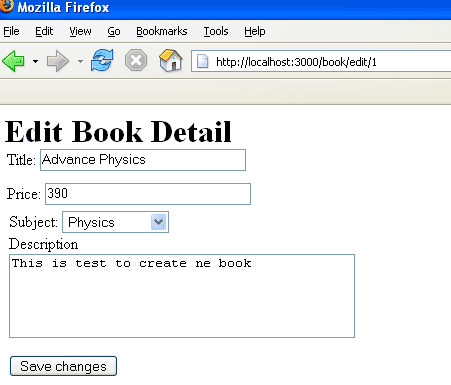 Mozilla Firefox
File Edit View Go Bookmarks Tools Help
http://localhost:3000/book/edit/1
Edit Book Detail
Title: Advance Physics
Price: 390
Subject: Physics
Description
This is test to create ne book
Save changes